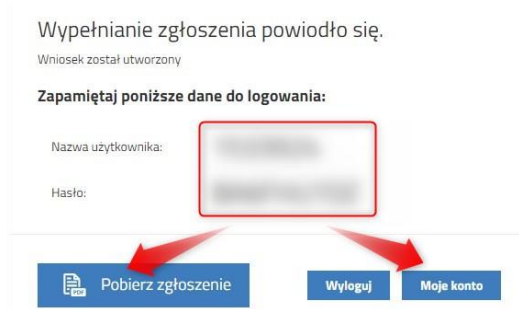 Wypełnianie zgłoszenia powiodło się.
Wniosek został utworzony
Zapamiętaj poniższe dane do logowania:
Nazwa użytkownika:
Hasło:
PDF
Pobierz zgłoszenie
Wyloguj
Moje konto